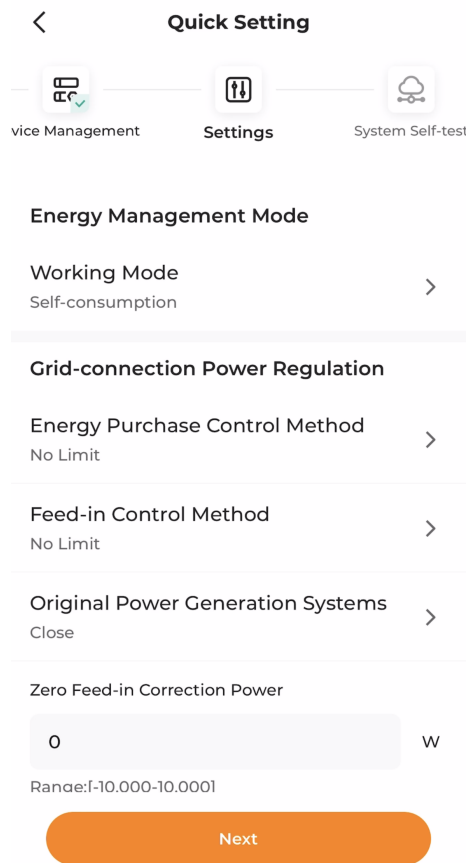 Quick Setting
vice Management
Settings
System Self-test
Energy Management Mode
Working Mode
Self-consumption
Grid-connection Power Regulation
Energy Purchase Control Method
No Limit
Feed-in Control Method
No Limit
Original Power Generation Systems
Close
Zero Feed-in Correction Power
0
W
Range:[-10.000-10.000]
Next